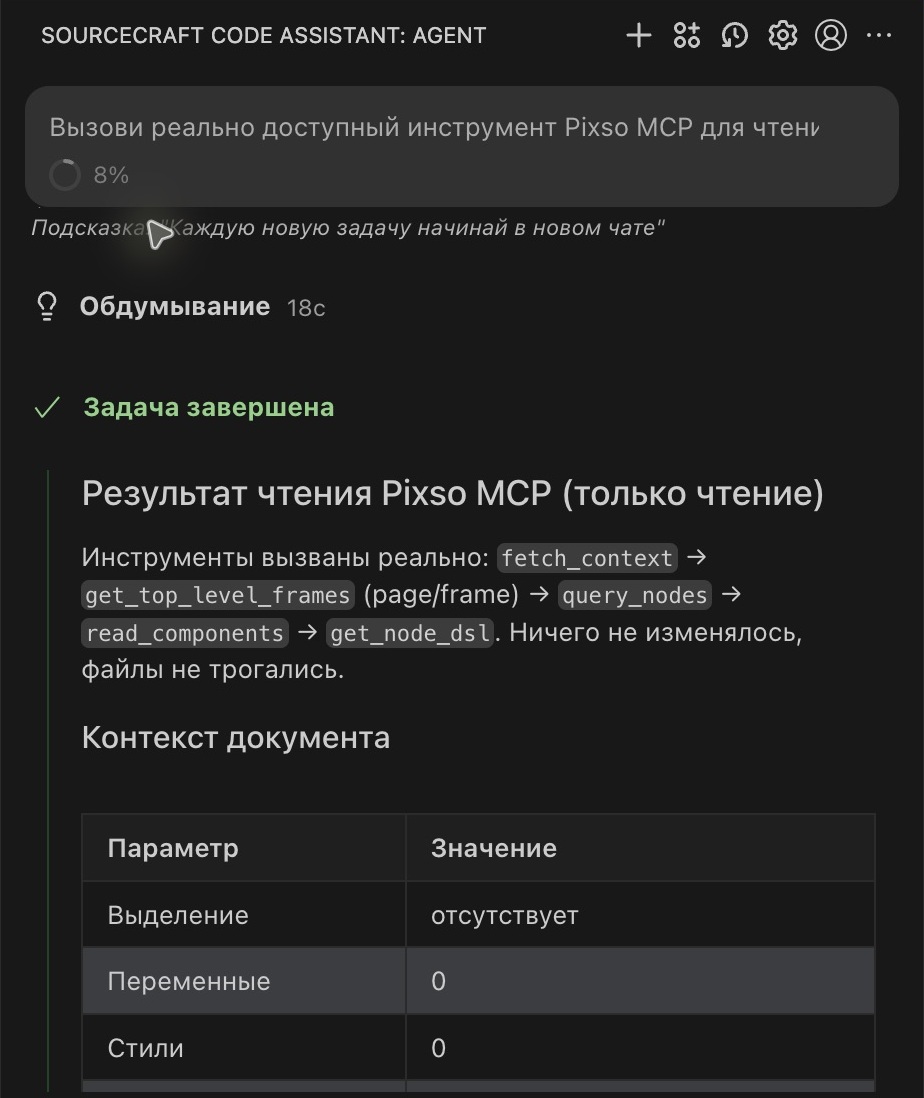 SOURCECRAFT CODE ASSISTANT: AGENT
Вызови реально доступный инструмент Pixso MCP для чтени
8%
Подсказка: "Каждую новую задачу начинай в новом чате"
Обдумывание 18с
Задача завершена
Результат чтения Pixso MCP (только чтение)
Инструменты вызваны реально: fetch_context →
get_top_level_frames (page/frame) → query_nodes →
read_components → get_node_dsl. Ничего не изменялось,
файлы не трогались.
Контекст документа
Параметр Значение
Выделение отсутствует
Переменные 0
Стили 0